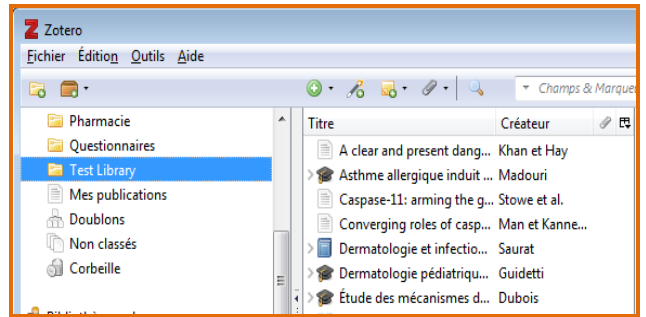 Zotero
Fichier Édition Outils Aide
Champs & Marque
Pharmacie
Questionnaires
Test Library
Mes publications
Doublons
Non classés
Corbeille
Titre Créateur
A clear and present dang... Khan et Hay
Asthme allergique induit ... Madouri
Caspase-11: arming the g... Stowe et al.
Converging roles of casp... Man et Kanne...
Dermatologie et infectio... Saurat
Dermatologie pédiatriqu... Guidetti
Étude des mécanismes d... Dubois